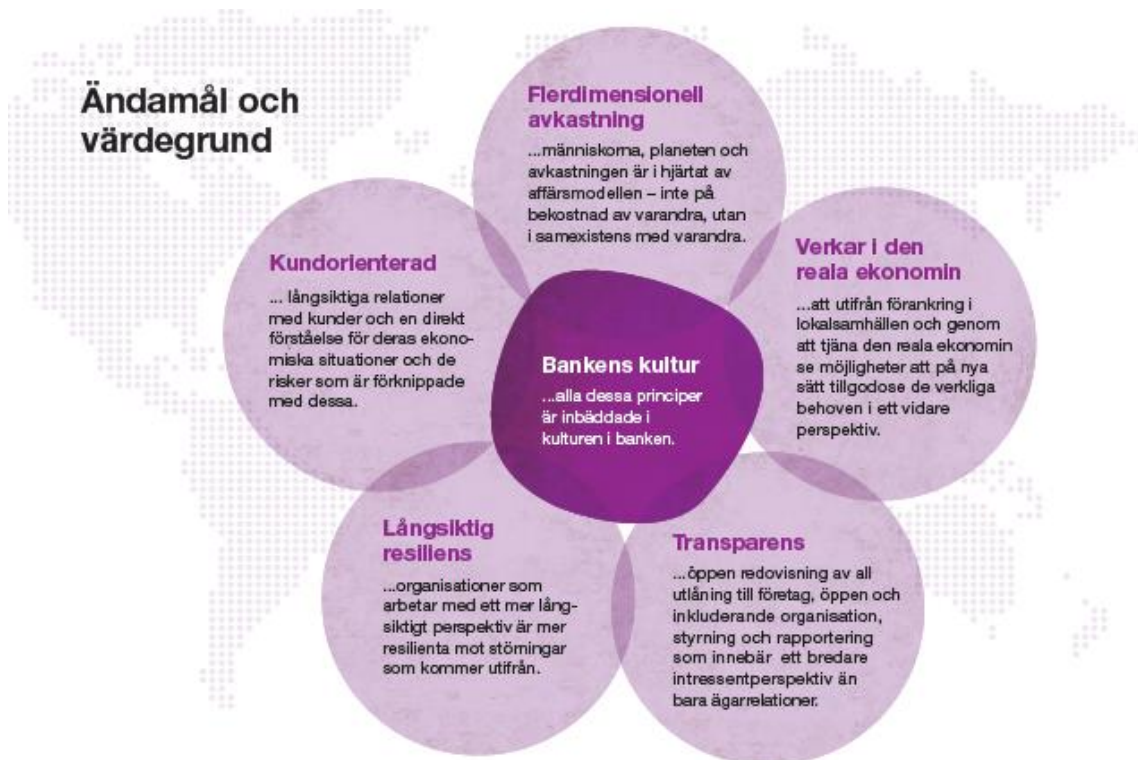 Ändamål och
värdegrund
Flerdimensionell
avkastning
...människorna, planeten och
avkastningen är i hjärtat av
affärsmodellen – inte på
bekostnad av varandra, utan
i samexistens med varandra.
Kundorienterad
... långsiktiga relationer
med kunder och en direkt
förståelse för deras ekono-
miska situationer och de
risker som är förknippade
med dessa.
Verkar i den
reala ekonomin
...att utifrån förankring i
lokalsamhällen och genom
att tjäna den reala ekonomin
se möjligheter att på nya
sätt tillgodose de verkliga
behoven i ett vidare
perspektiv.
Bankens kultur
...alla dessa principer
är inbäddade i
kulturen i banken.
Långsiktig
resiliens
...organisationer som
arbetar med ett mer lång-
siktigt perspektiv är mer
resilienta mot störningar
som kommer utifrån.
Transparens
...öppen redovisning av all
utlåning till företag, öppen och
inkluderande organisation,
styrning och rapportering
som innebär ett bredare
intressentperspektiv än
bara ägarrelationer.